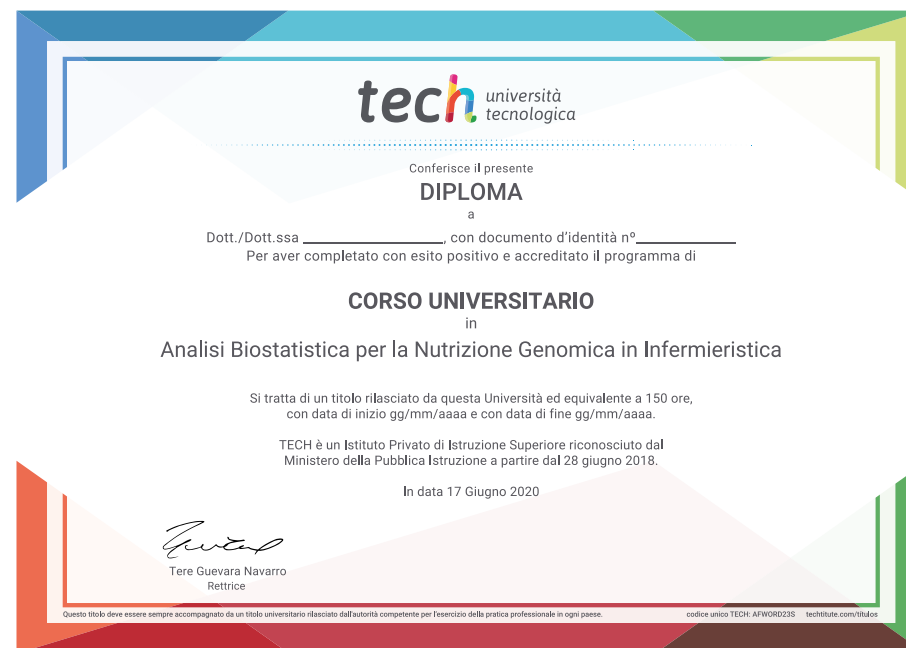 tech università
tecnologica
Conferisce il presente
DIPLOMA
a
Dott./Dott.ssa ____________________, con documento d'identità nº______________
Per aver completato con esito positivo e accreditato il programma di
CORSO UNIVERSITARIO
in
Analisi Biostatistica per la Nutrizione Genomica in Infermieristica
Si tratta di un titolo rilasciato da questa Università ed equivalente a 150 ore,
con data di inizio gg/mm/aaaa e con data di fine gg/mm/aaaa.
TECH è un Istituto Privato di Istruzione Superiore riconosciuto dal
Ministero della Pubblica Istruzione a partire dal 28 giugno 2018.
In data 17 Giugno 2020
Tere Guevara Navarro
Rettrice
Questo titolo deve essere sempre accompagnato da un titolo universitario rilasciato dall'autorità competente per l'esercizio della pratica professionale in ogni paese. codice unico TECH: AFWORD23S techtitute.com/titulos